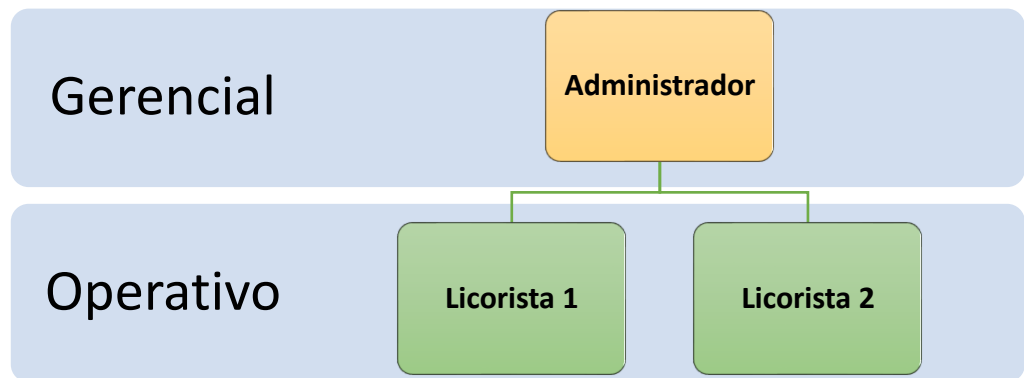 Gerencial
Administrador
Operativo
Licorista 1
Licorista 2